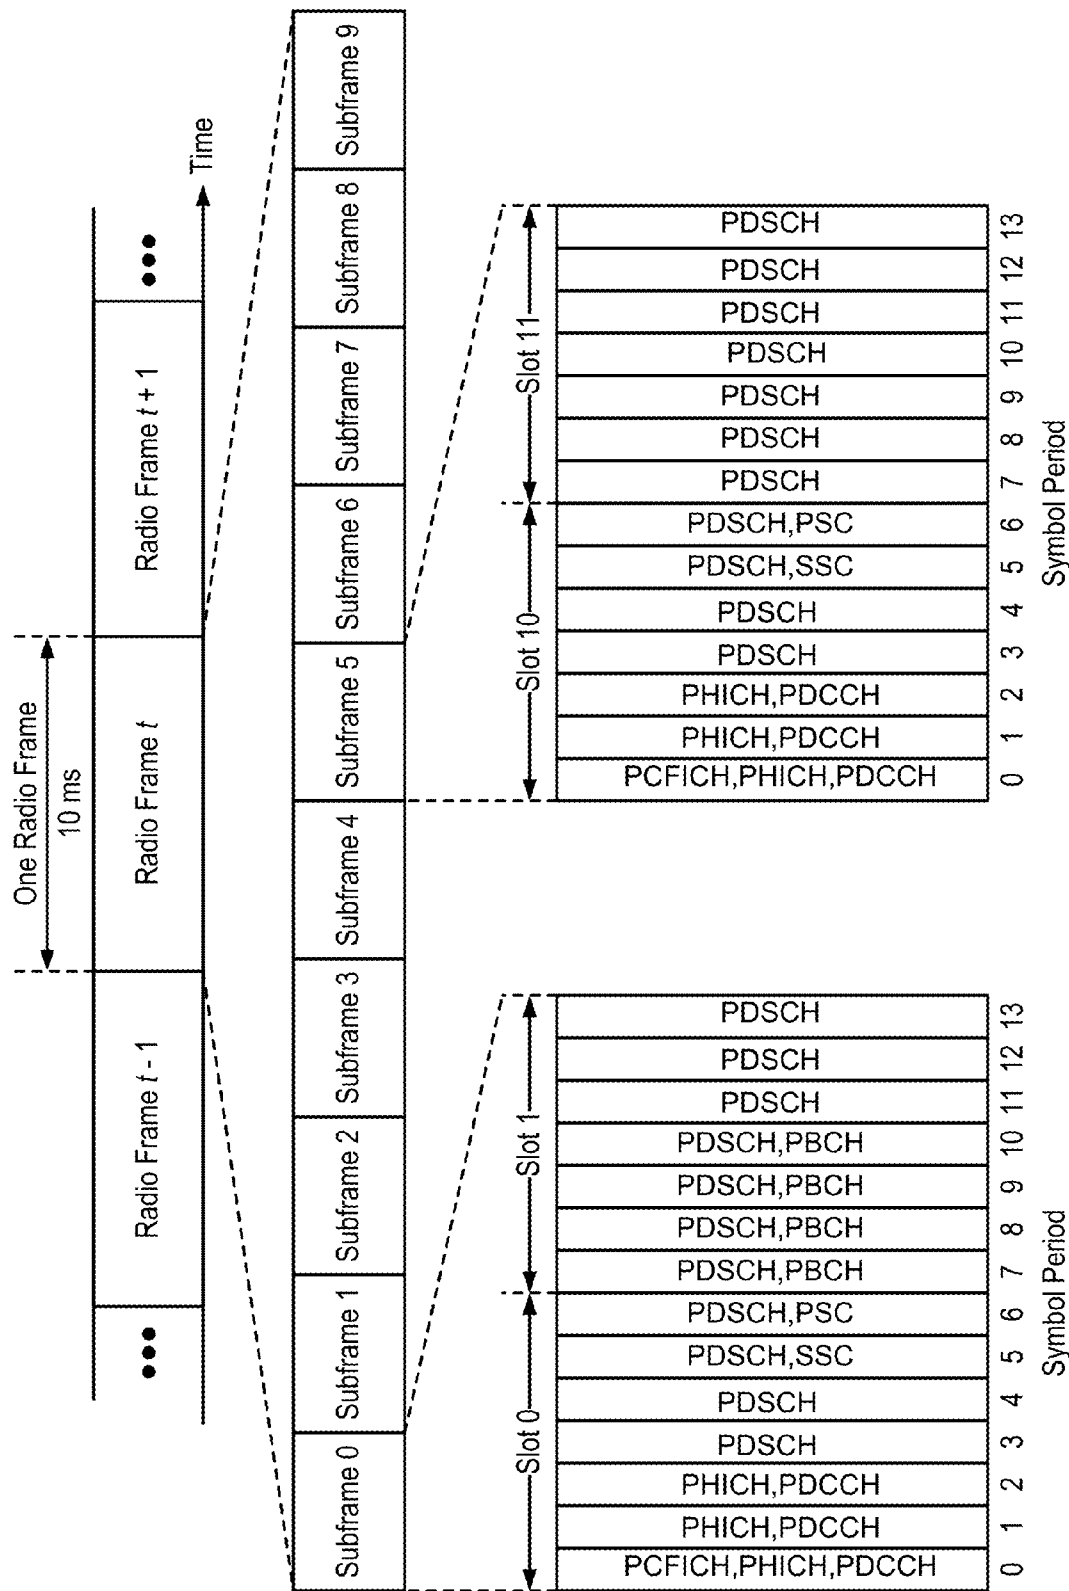 One Radio Frame
10 ms
Radio Frame t - 1
Radio Frame t
Radio Frame t + 1
Time
Subframe 0
Subframe 1
Subframe 2
Subframe 3
Subframe 4
Subframe 5
Subframe 6
Subframe 7
Subframe 8
Subframe 9
Slot 0
Slot 1
PCFICH,PHICH,PDCCH
PHICH,PDCCH
PHICH,PDCCH
PDSCH
PDSCH
PDSCH,SSC
PDSCH,PSC
PDSCH,PBCH
PDSCH,PBCH
PDSCH,PBCH
PDSCH,PBCH
PDSCH
PDSCH
PDSCH
0 1 2 3 4 5 6 7 8 9 10 11 12 13
Symbol Period
Slot 10
Slot 11
PCFICH,PHICH,PDCCH
PHICH,PDCCH
PHICH,PDCCH
PDSCH
PDSCH
PDSCH,SSC
PDSCH,PSC
PDSCH
PDSCH
PDSCH
PDSCH
PDSCH
PDSCH
PDSCH
0 1 2 3 4 5 6 7 8 9 10 11 12 13
Symbol Period